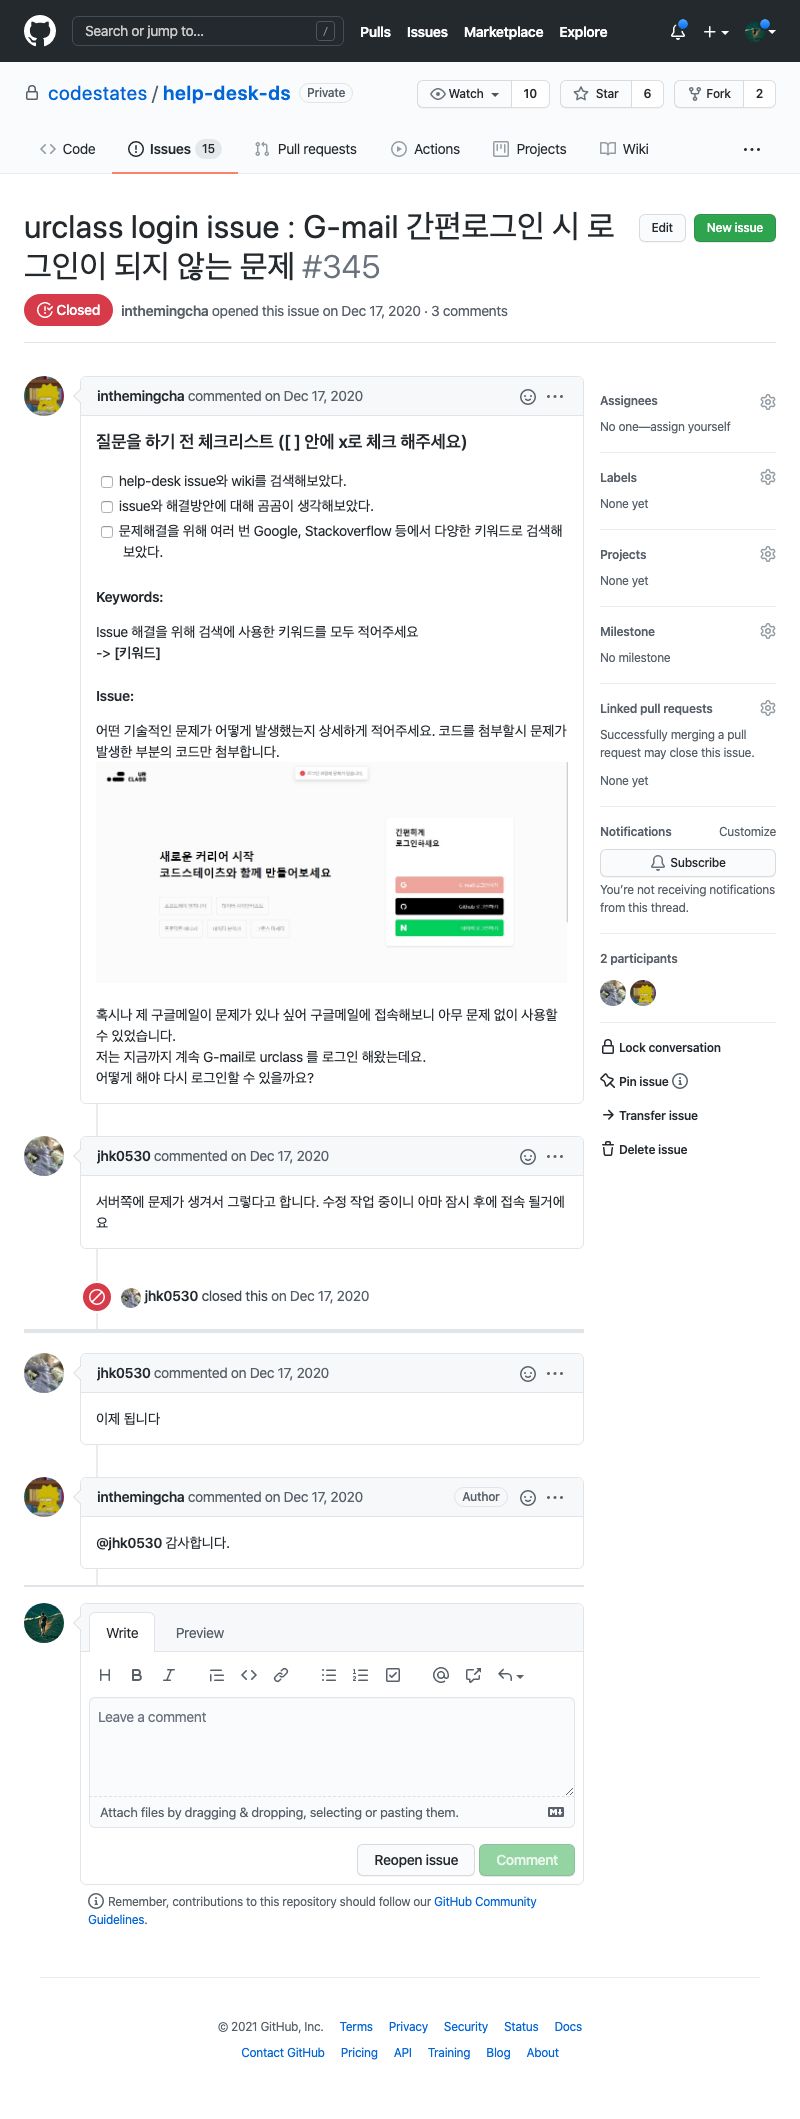 Search or jump to... /
Pulls Issues Marketplace Explore
codestates / help-desk-ds Private
Watch 10 Star 6 Fork 2
Code Issues 15 Pull requests Actions Projects Wiki
urclass login issue : G-mail 간편로그인 시 로
그인이 되지 않는 문제 #345
Edit New issue
Closed inthemingcha opened this issue on Dec 17, 2020 · 3 comments
inthemingcha commented on Dec 17, 2020
질문을 하기 전 체크리스트 ([ ] 안에 x로 체크 해주세요)
help-desk issue와 wiki를 검색해보았다.
issue와 해결방안에 대해 곰곰이 생각해보았다.
문제해결을 위해 여러 번 Google, Stackoverflow 등에서 다양한 키워드로 검색해
보았다.
Keywords:
Issue 해결을 위해 검색에 사용한 키워드를 모두 적어주세요
-> [키워드]
Issue:
어떤 기술적인 문제가 어떻게 발생했는지 상세하게 적어주세요. 코드를 첨부할시 문제가
발생한 부분의 코드만 첨부합니다.
UR
CLASS
새로운 커리어 시작
코드스테이츠와 함께 만들어보세요
간편하게
로그인하세요
G
Github 로그인하기
N
혹시나 제 구글메일이 문제가 있나 싶어 구글메일에 접속해보니 아무 문제 없이 사용할
수 있었습니다.
저는 지금까지 계속 G-mail로 urclass 를 로그인 해왔는데요.
어떻게 해야 다시 로그인할 수 있을까요?
jhk0530 commented on Dec 17, 2020
서버쪽에 문제가 생겨서 그렇다고 합니다. 수정 작업 중이니 아마 잠시 후에 접속 될거에
요
jhk0530 closed this on Dec 17, 2020
jhk0530 commented on Dec 17, 2020
이제 됩니다
inthemingcha commented on Dec 17, 2020 Author
@jhk0530 감사합니다.
Write Preview
H B I
Leave a comment
Attach files by dragging & dropping, selecting or pasting them.
Reopen issue Comment
Remember, contributions to this repository should follow our GitHub Community
Guidelines.
Assignees
No one—assign yourself
Labels
None yet
Projects
None yet
Milestone
No milestone
Linked pull requests
Successfully merging a pull
request may close this issue.
None yet
Notifications Customize
Subscribe
You're not receiving notifications
from this thread.
2 participants
Lock conversation
Pin issue
Transfer issue
Delete issue
© 2021 GitHub, Inc. Terms Privacy Security Status Docs
Contact GitHub Pricing API Training Blog About